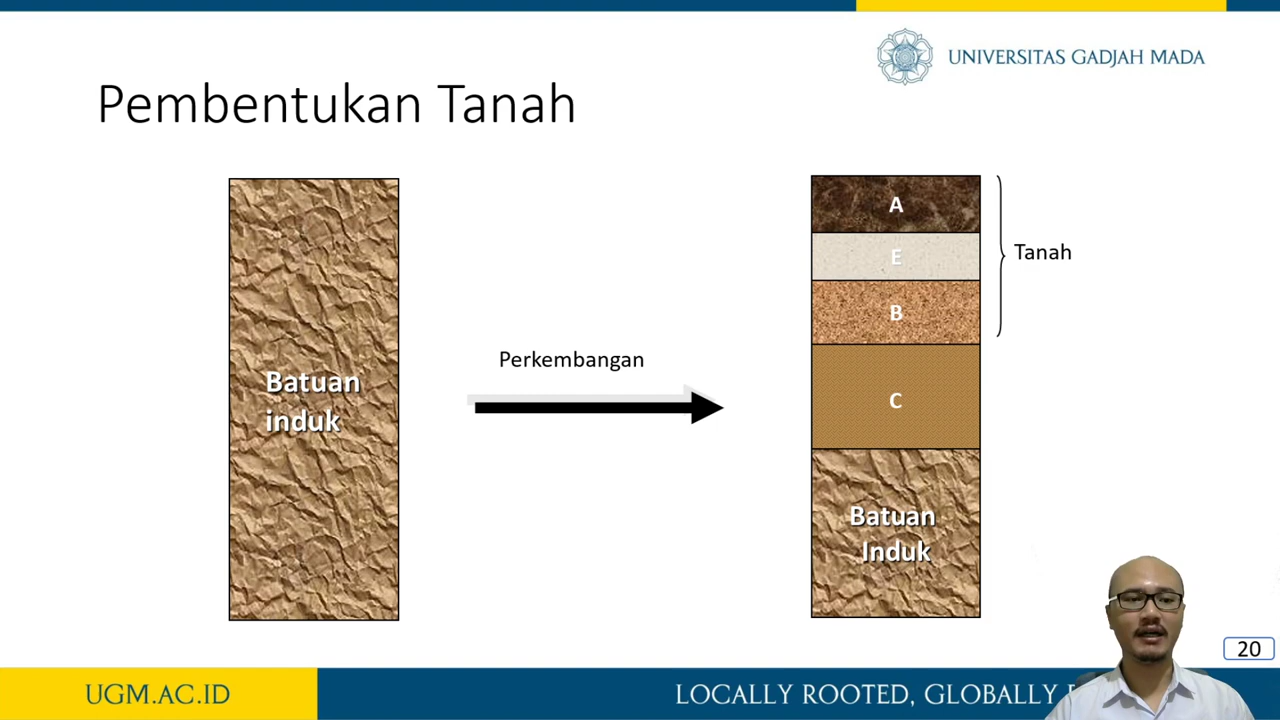 UNIVERSITAS GADJAH MADA
Pembentukan Tanah
Batuan
induk
Perkembangan
A
E
B
C
Batuan
Induk
Tanah
20
UGM.AC.ID
LOCALLY ROOTED, GLOBALLY